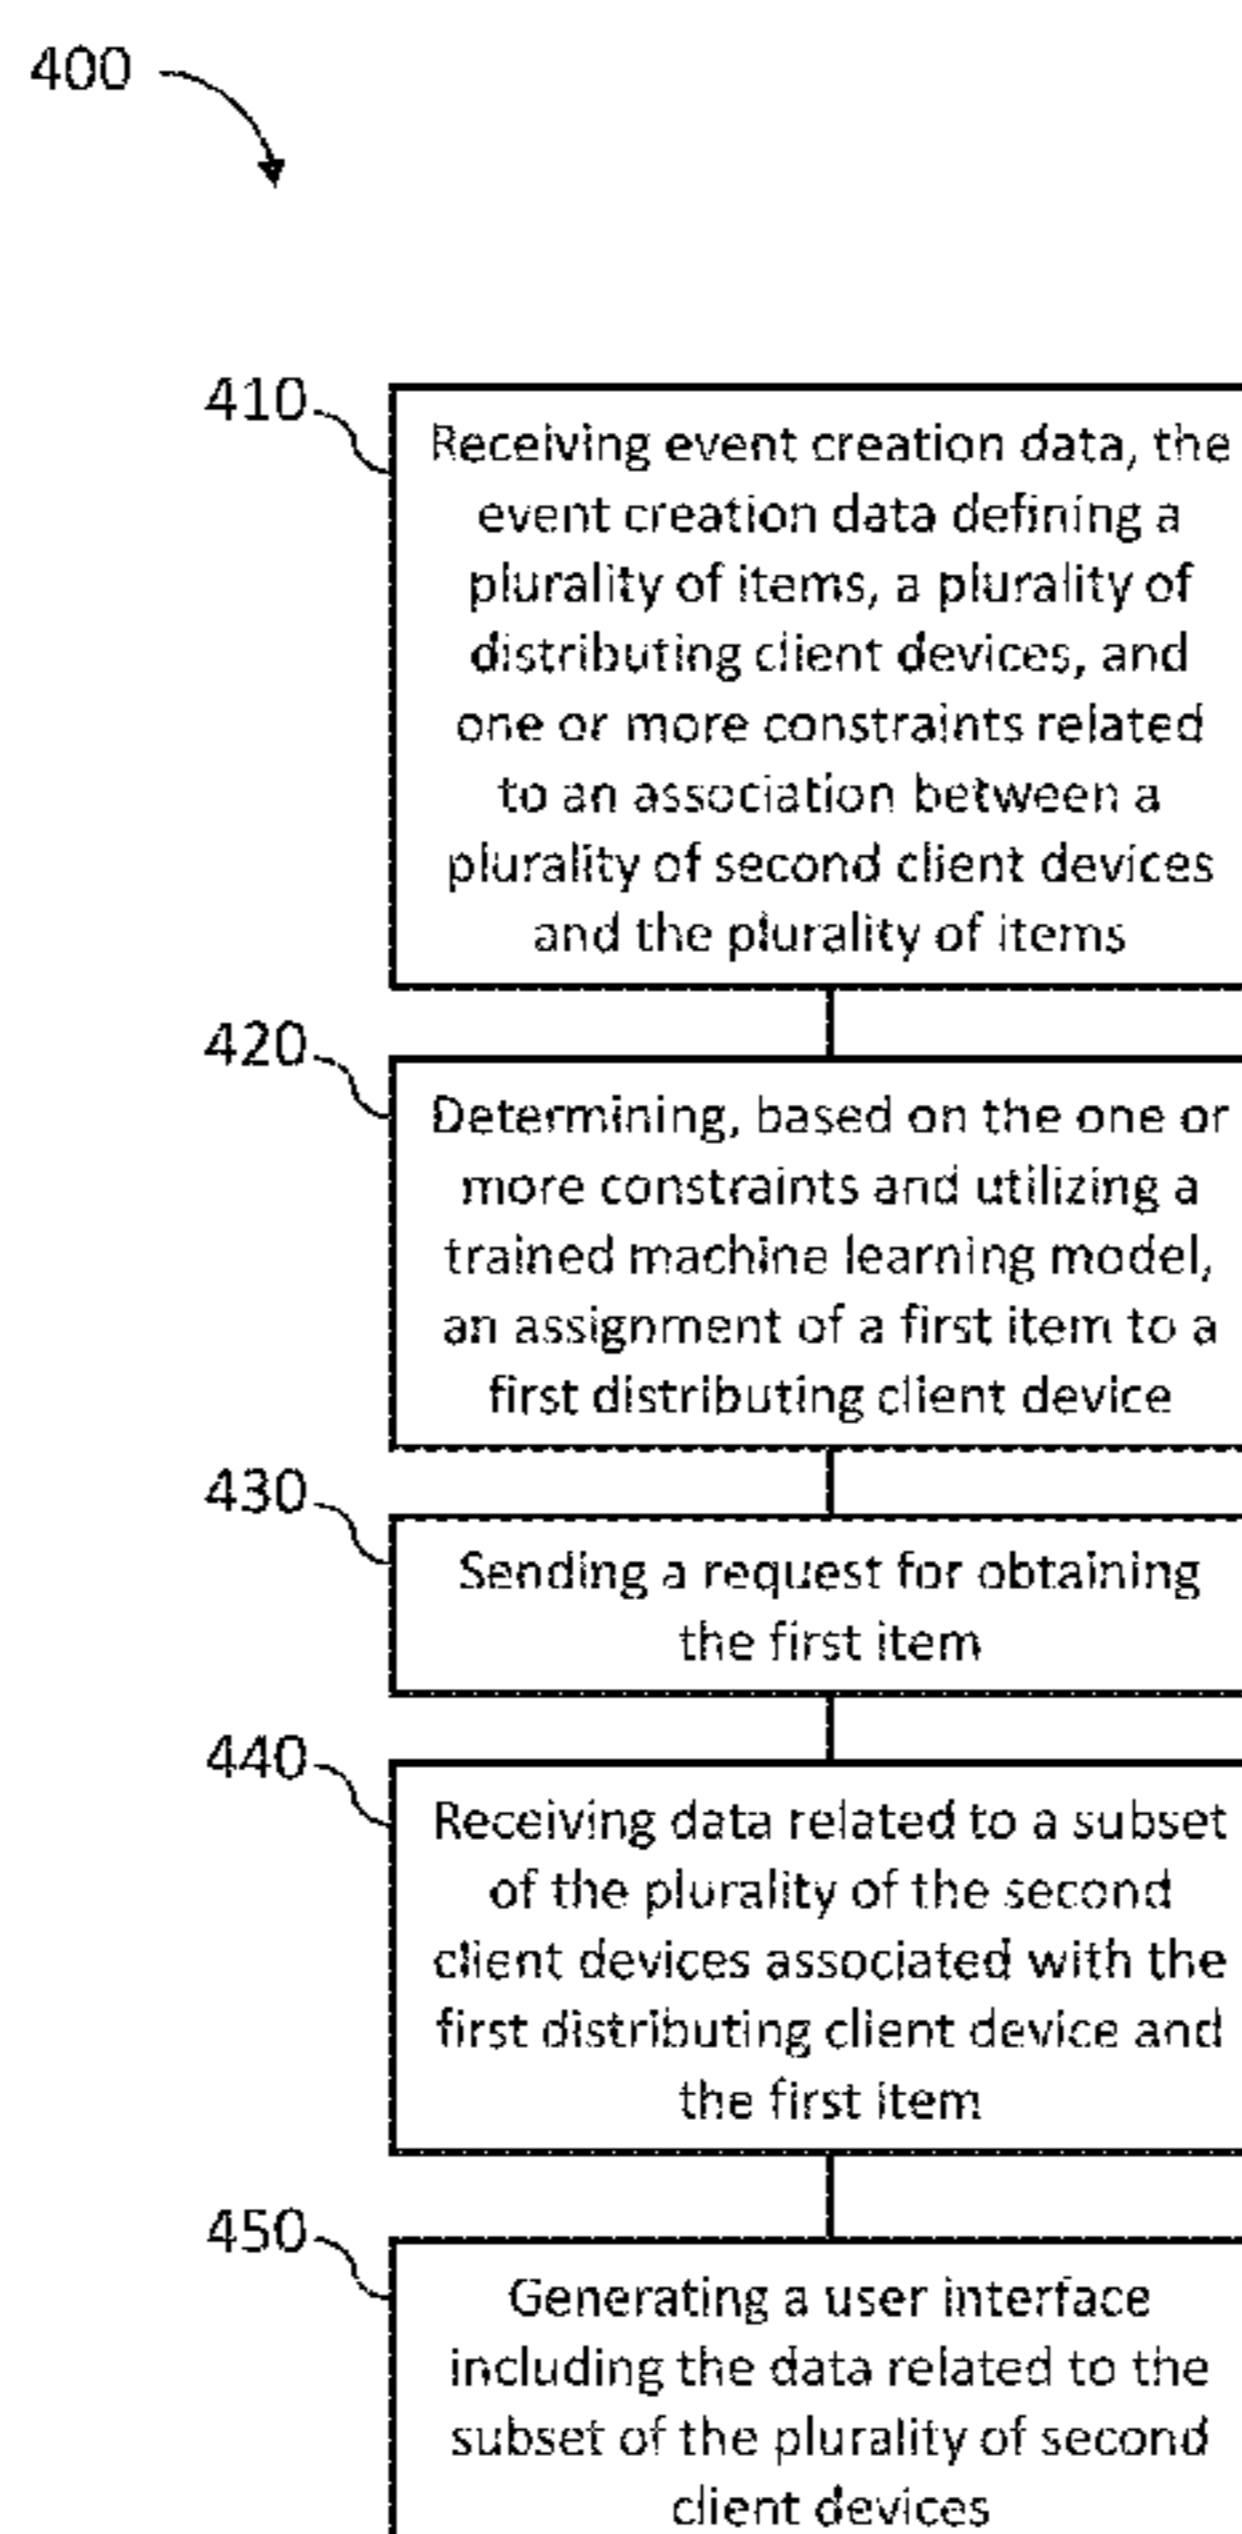 400
410
Receiving event creation data, the
event creation data defining a
plurality of items, a plurality of
distributing client devices, and
one or more constraints related
to an association between a
plurality of second client devices
and the plurality of items
420
Determining, based on the one or
more constraints and utilizing a
trained machine learning model,
an assignment of a first item to a
first distributing client device
430
Sending a request for obtaining
the first item
440
Receiving data related to a subset
of the plurality of the second
client devices associated with the
first distributing client device and
the first item
450
Generating a user interface
including the data related to the
subset of the plurality of second
client devices